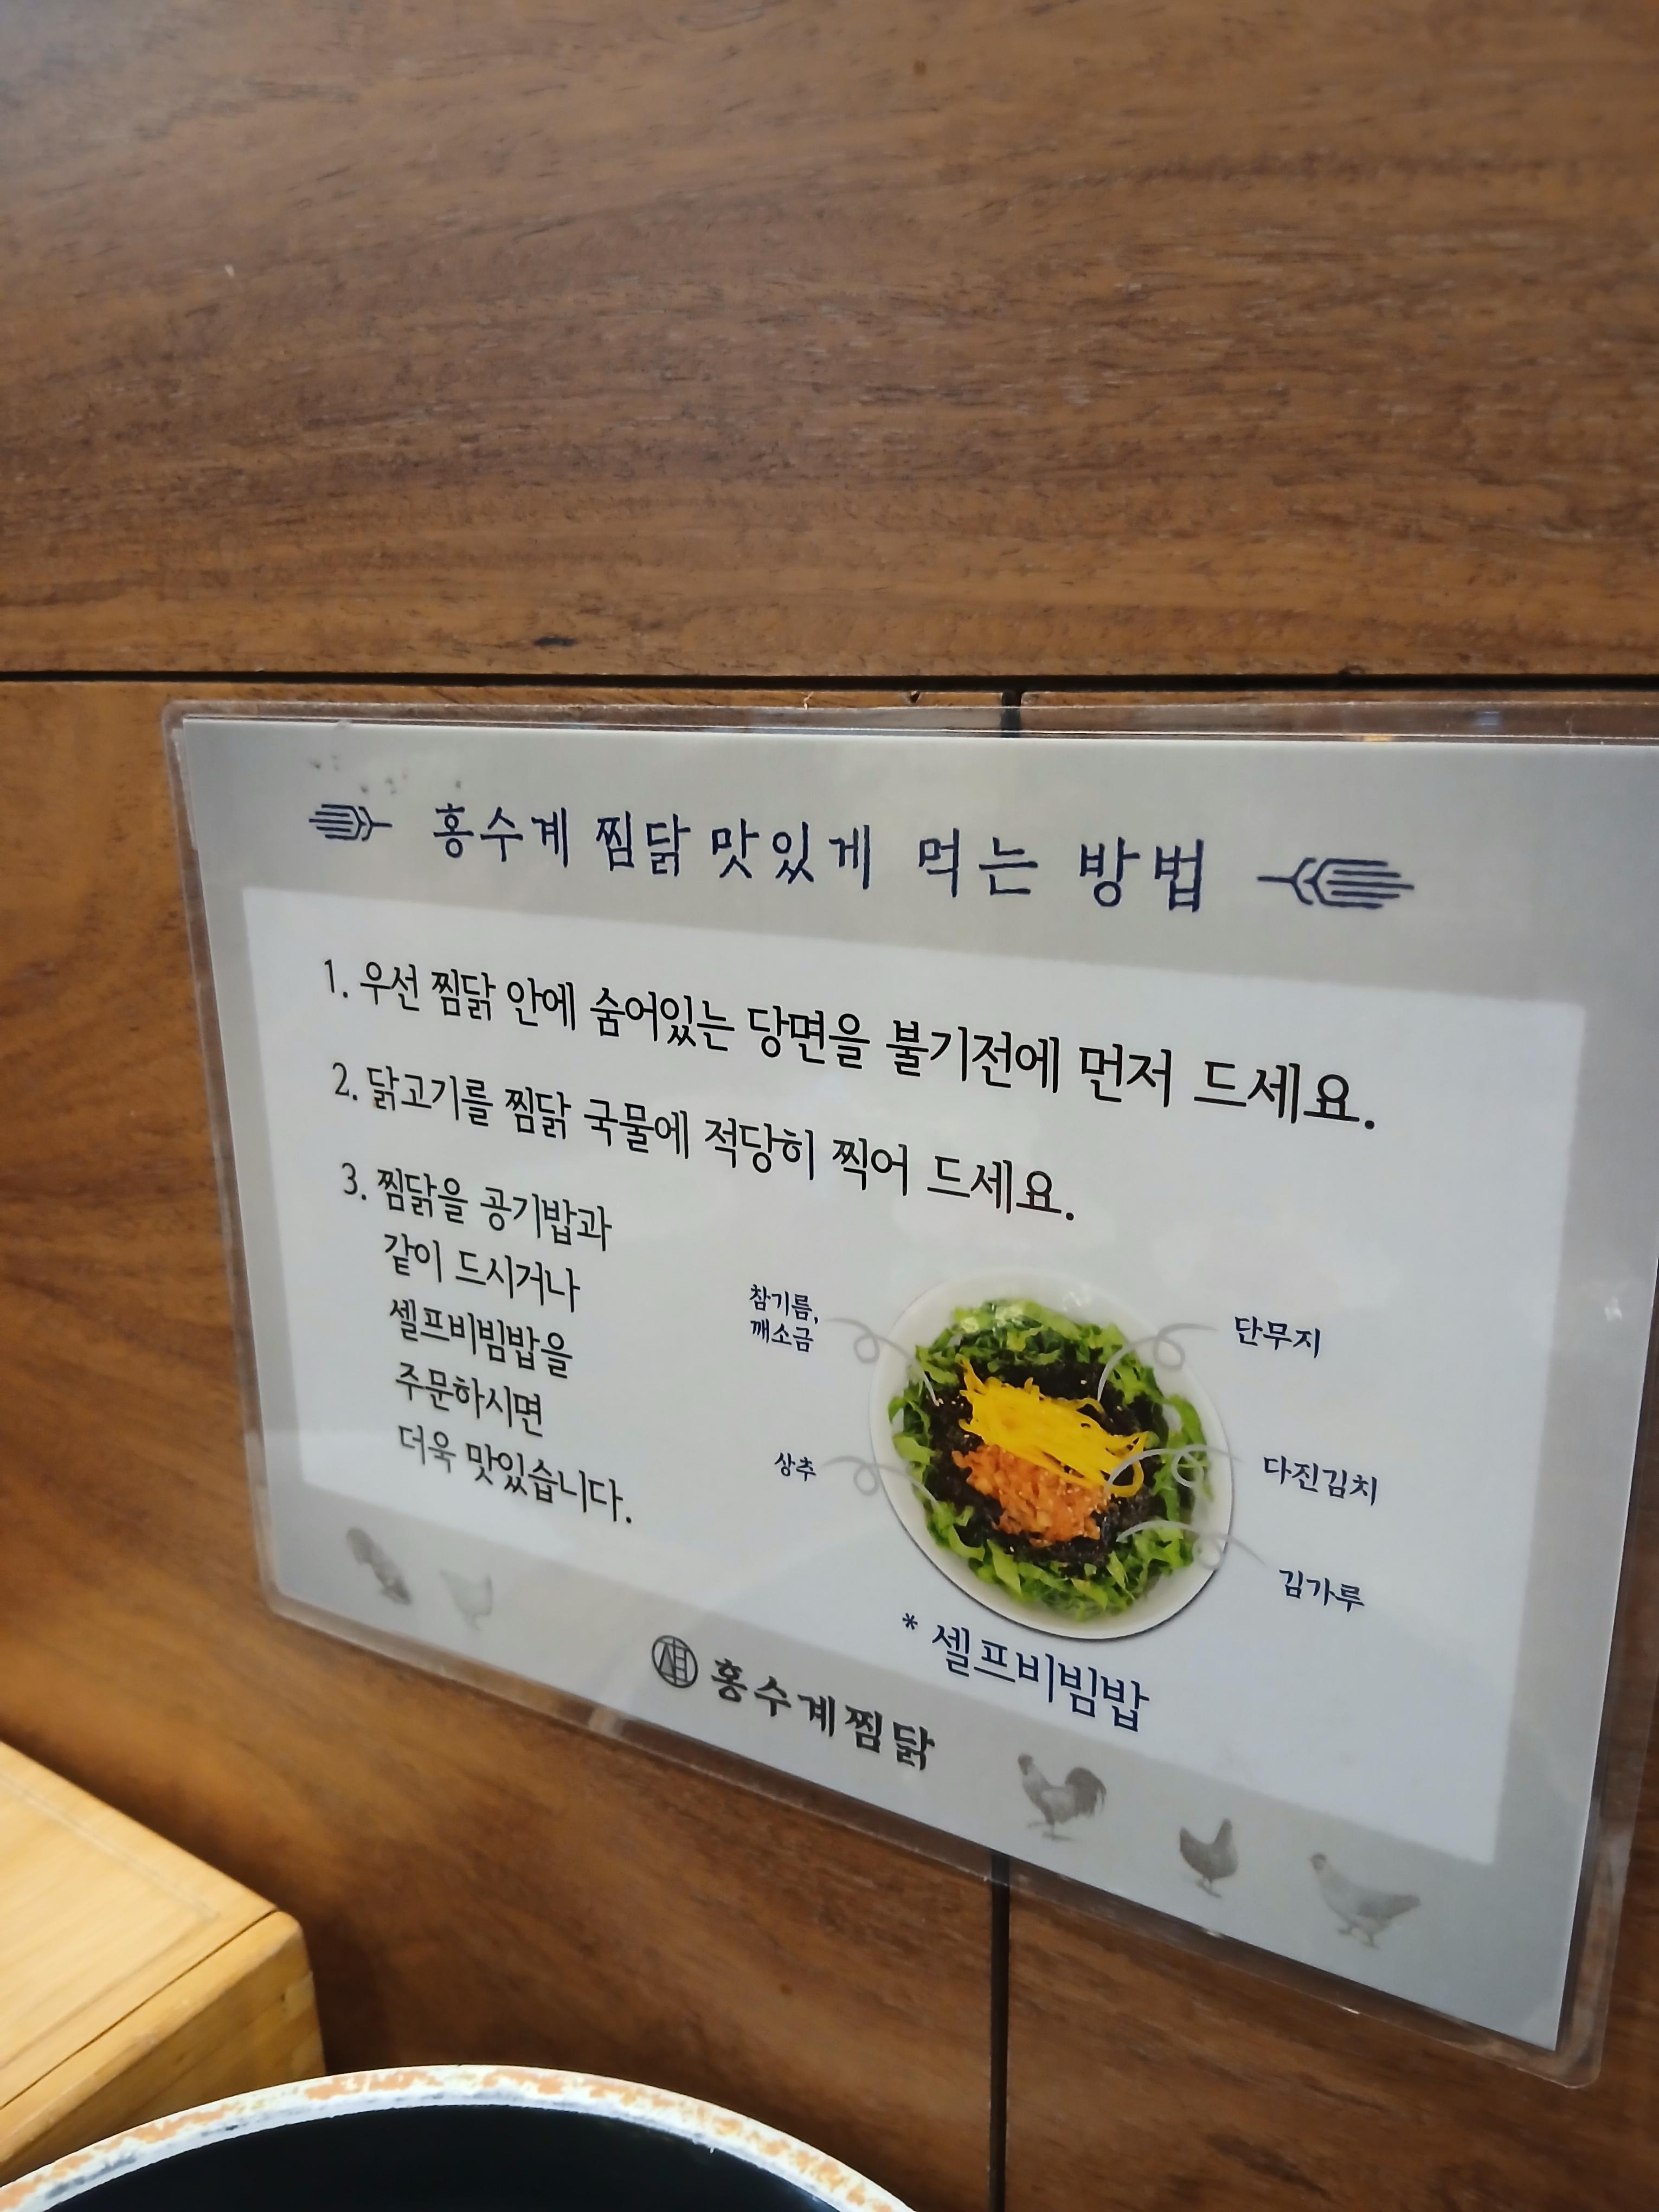 홍수계 찜닭 맛있게 먹는 방법
1. 우선 찜닭 안에 숨어있는 당면을 불기전에 먼저 드세요.
2. 닭고기를 찜닭 국물에 적당히 찍어 드세요.
3. 찜닭을 공기밥과
같이 드시거나
셀프비빔밥을
주문하시면
더욱 맛있습니다.
참기름,
깨소금
상추
단무지
다진김치
김가루
* 셀프비빔밥
홍수계찜닭